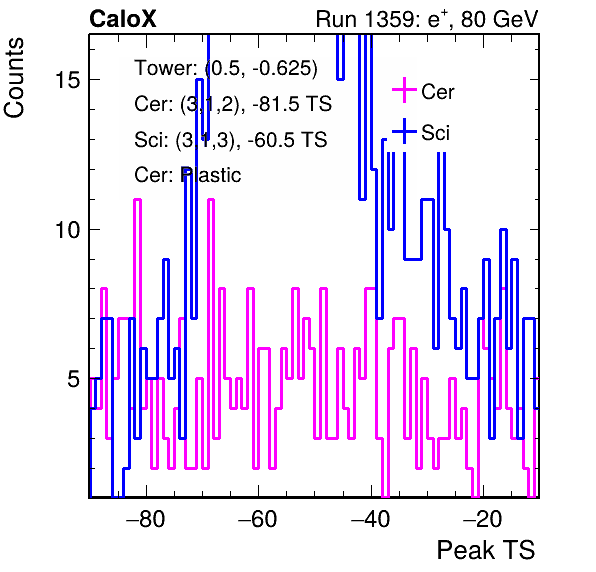 CaloX Run 1359: e⁺, 80 GeV
Counts
Tower: (0.5, -0.625)
Cer: (3,1,2), -81.5 TS
Sci: (3,1,3), -60.5 TS
Cer: Plastic
Cer
Sci
15
10
5
−80 −60 −40 −20
Peak TS